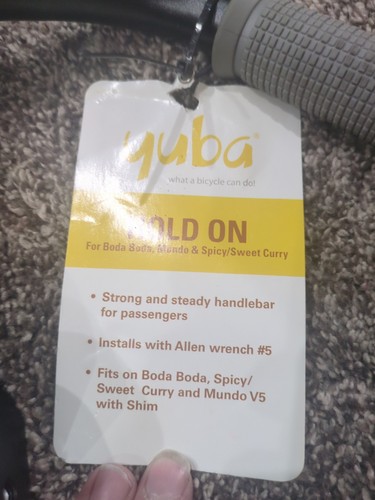 yuba®
what a bicycle can do!
HOLD ON
For Boda Boda, Mundo & Spicy/Sweet Curry
• Strong and steady handlebar
for passengers
• Installs with Allen wrench #5
• Fits on Boda Boda, Spicy/
Sweet Curry and Mundo V5
with Shim